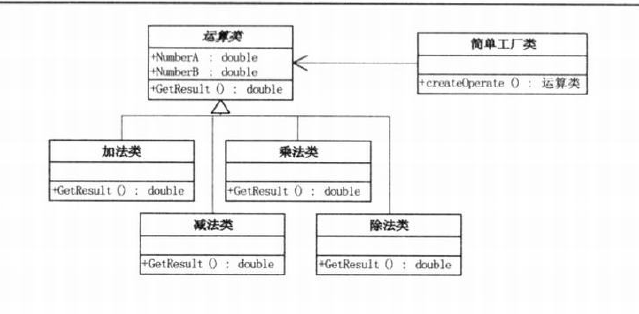 运算类
+NumberA : double
+NumberB : double
+GetResult () : double
简单工厂类
+createOperate () : 运算类
加法类
+GetResult () : double
乘法类
+GetResult () : double
减法类
+GetResult () : double
除法类
+GetResult () : double